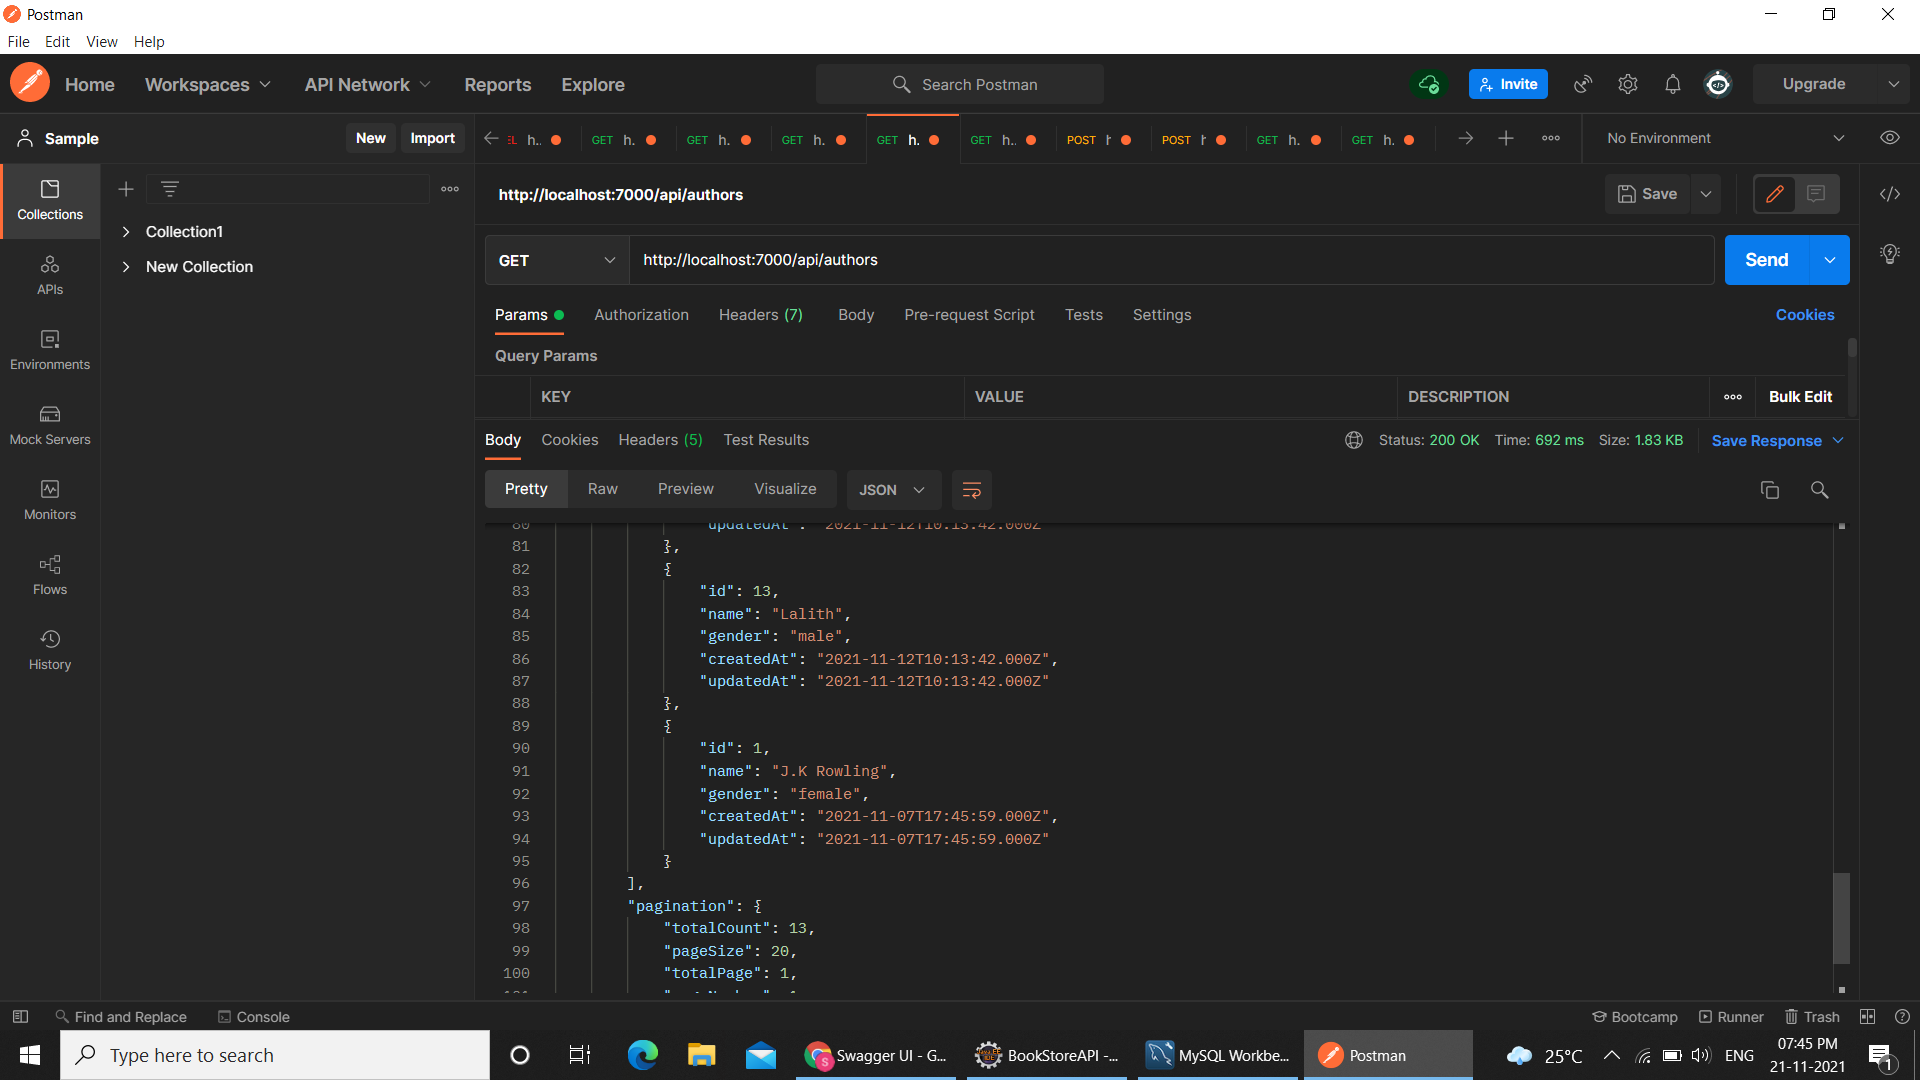 Postman
File Edit View Help
Home Workspaces API Network Reports Explore Search Postman Invite Upgrade
Sample New Import
EL h.. GET h. GET h. GET h. GET h. GET h.. POST POST GET h. GET h. No Environment
Collections
APIs
Environments
Mock Servers
Monitors
Flows
History
Collection1
New Collection
http://localhost:7000/api/authors Save
GET http://localhost:7000/api/authors Send
Params Authorization Headers (7) Body Pre-request Script Tests Settings Cookies
Query Params
KEY VALUE DESCRIPTION Bulk Edit
Body Cookies Headers (5) Test Results Status: 200 OK Time: 692 ms Size: 1.83 KB Save Response
Pretty Raw Preview Visualize JSON
80 "updatedAt": "2021-11-12T10:13:42.000Z"
81 },
82 {
83 "id": 13,
84 "name": "Lalith",
85 "gender": "male",
86 "createdAt": "2021-11-12T10:13:42.000Z",
87 "updatedAt": "2021-11-12T10:13:42.000Z"
88 },
89 {
90 "id": 1,
91 "name": "J.K Rowling",
92 "gender": "female",
93 "createdAt": "2021-11-07T17:45:59.000Z",
94 "updatedAt": "2021-11-07T17:45:59.000Z"
95 }
96 ],
97 "pagination": {
98 "totalCount": 13,
99 "pageSize": 20,
100 "totalPage": 1,
Find and Replace Console Bootcamp Runner Trash
Type here to search
Swagger UI - G... BookStoreAPI -... MySQL Workbe... Postman 25°C ENG
07:45 PM
21-11-2021
1